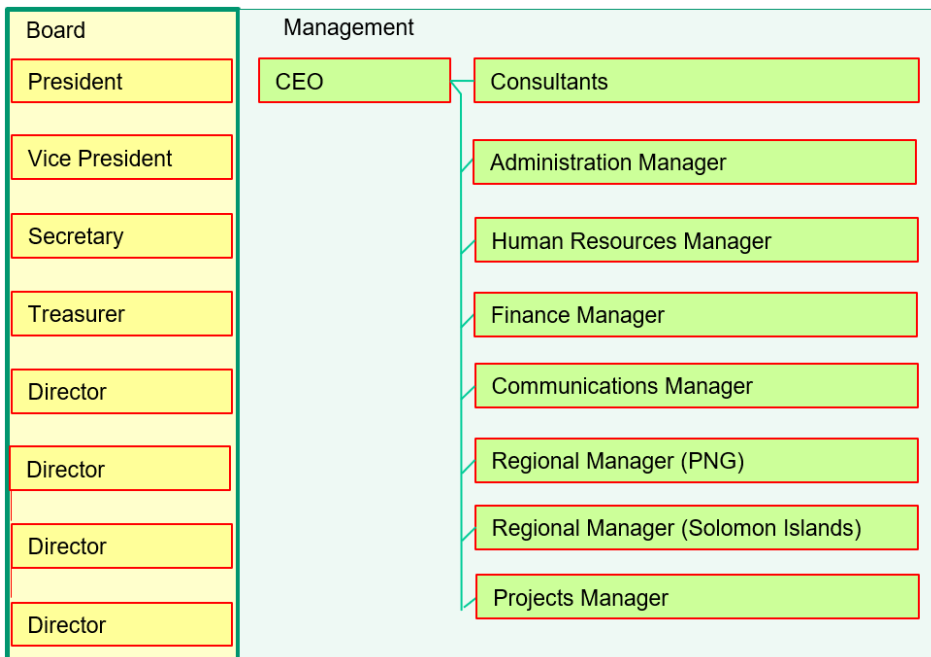 Board
President
Vice President
Secretary
Treasurer
Director
Director
Director
Director
Management
CEO
Consultants
Administration Manager
Human Resources Manager
Finance Manager
Communications Manager
Regional Manager (PNG)
Regional Manager (Solomon Islands)
Projects Manager